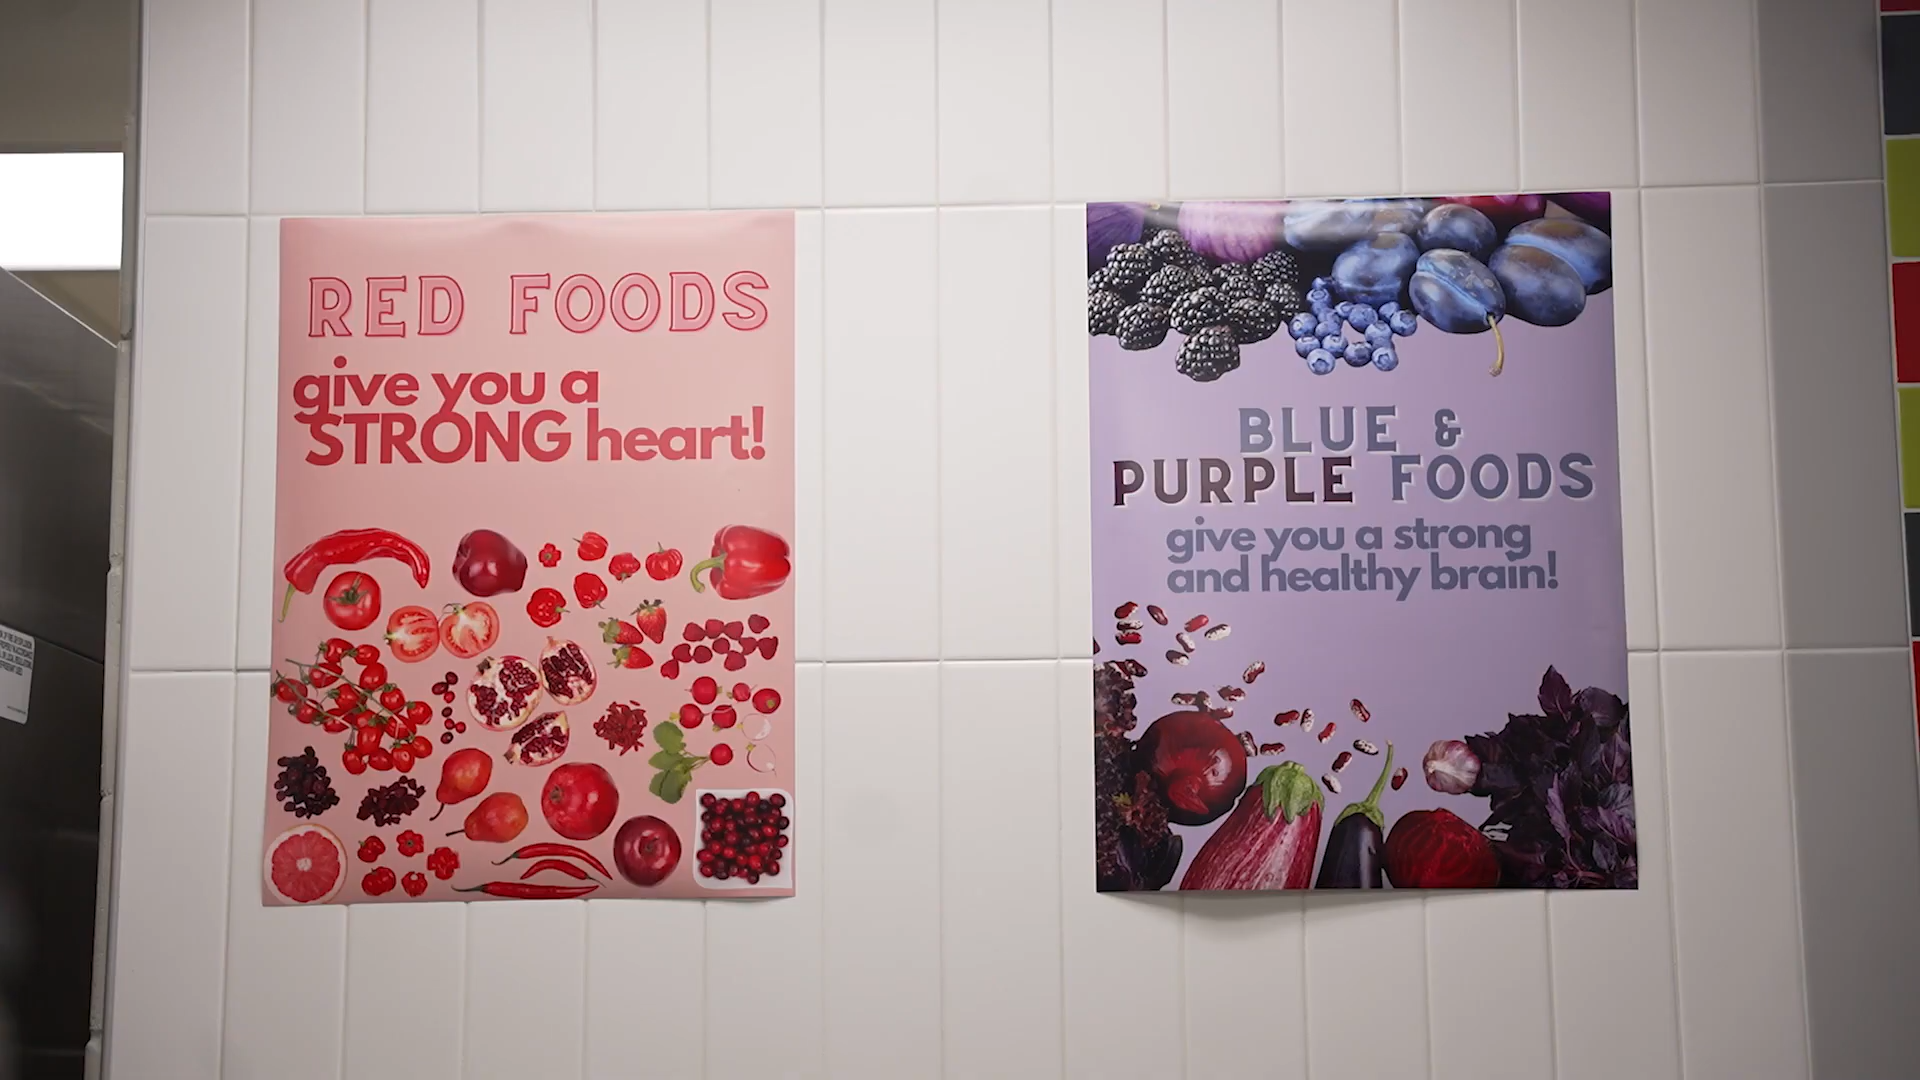 RED FOODS
give you a
STRONG heart!
BLUE &
PURPLE FOODS
give you a strong
and healthy brain!